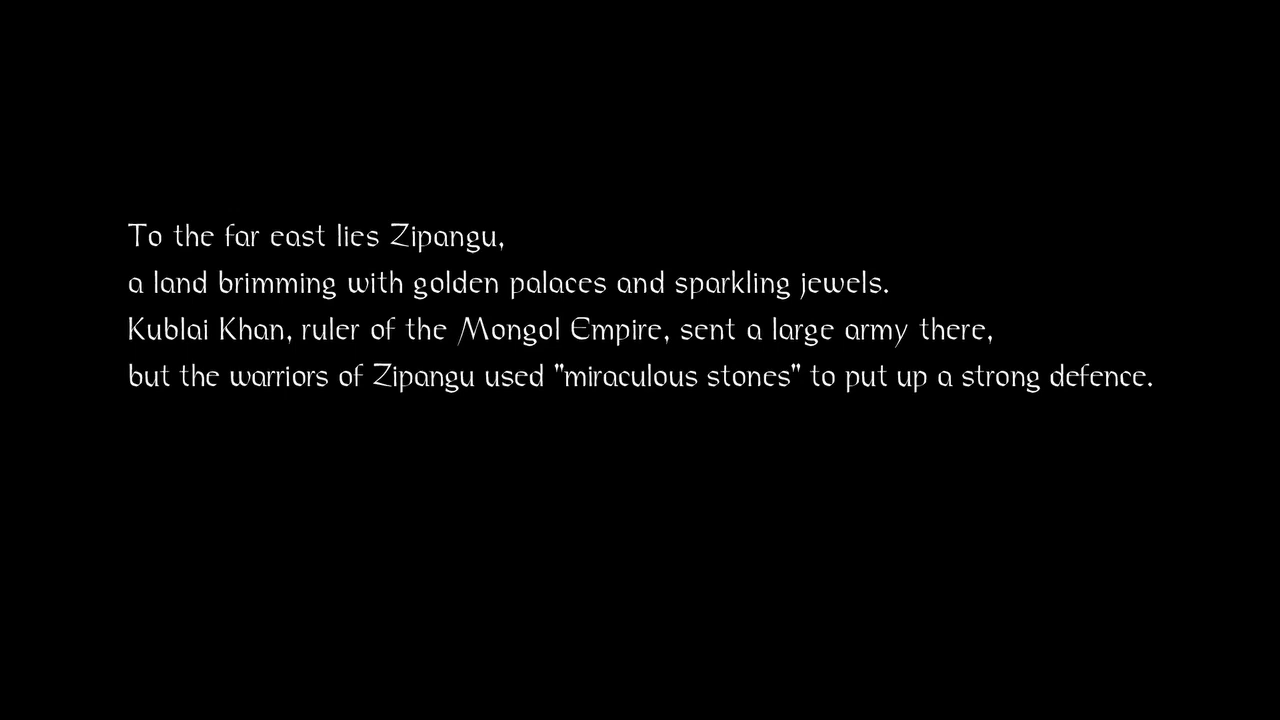 To the far east lies Zipangu,
a land brimming with golden palaces and sparkling jewels.
Kublai Khan, ruler of the Mongol Empire, sent a large army there,
but the warriors of Zipangu used "miraculous stones" to put up a strong defence.